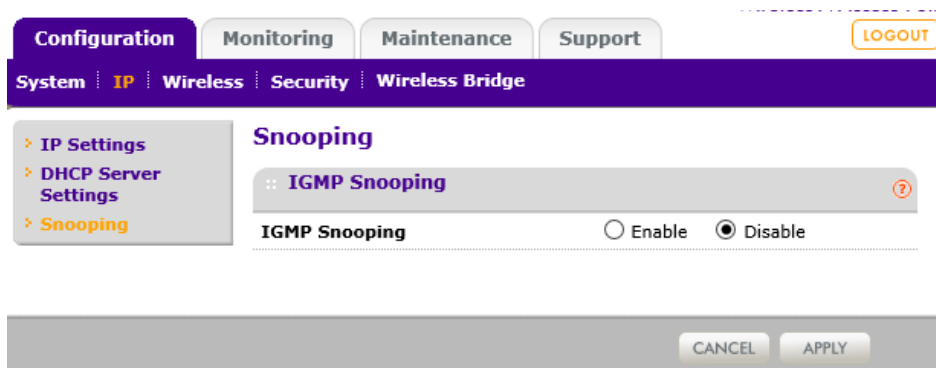 Configuration Monitoring Maintenance Support LOGOUT
System IP Wireless Security Wireless Bridge
IP Settings
DHCP Server
Settings
Snooping
Snooping
IGMP Snooping ?
IGMP Snooping Enable Disable
CANCEL APPLY